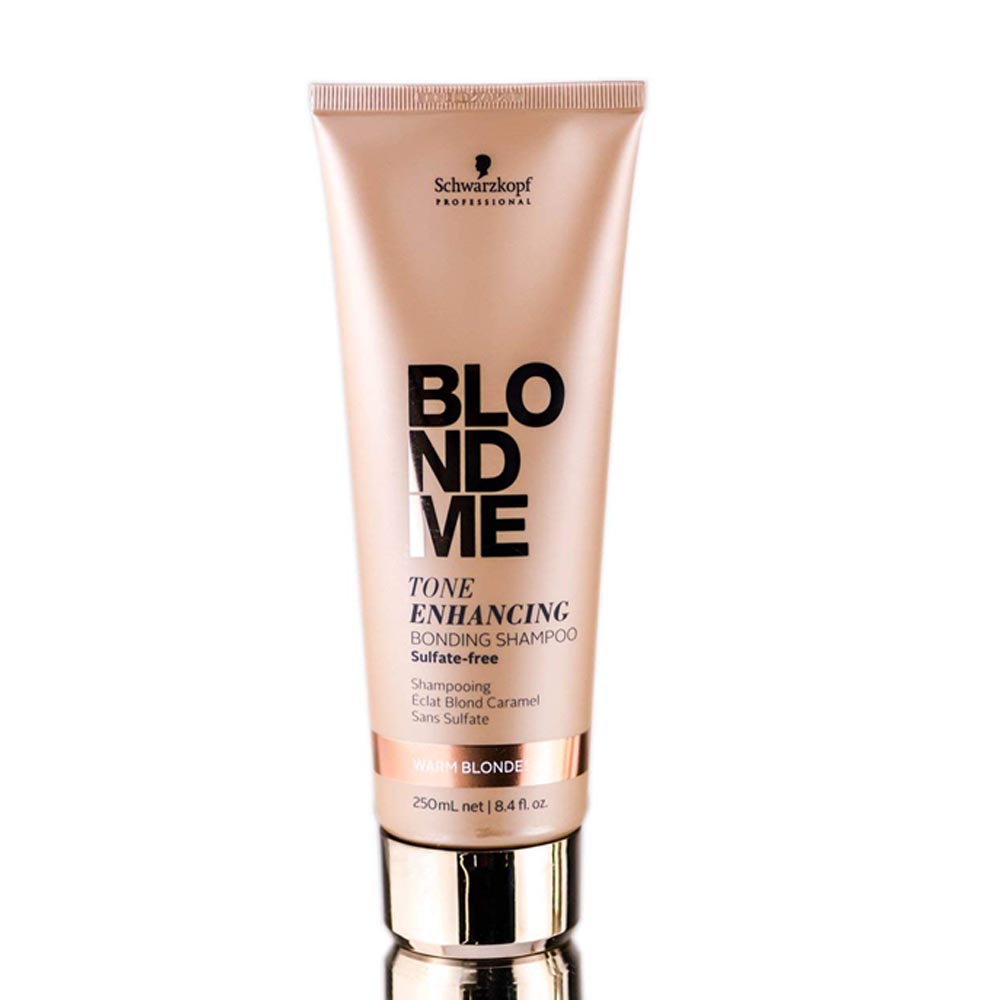 Schwarzkopf
PROFESSIONAL
BLO
ND
ME
TONE
ENHANCING
BONDING SHAMPOO
Sulfate-free
Shampooing
Éclat Blond Caramel
Sans Sulfate
WARM BLONDES
250mL net | 8.4 fl. oz.